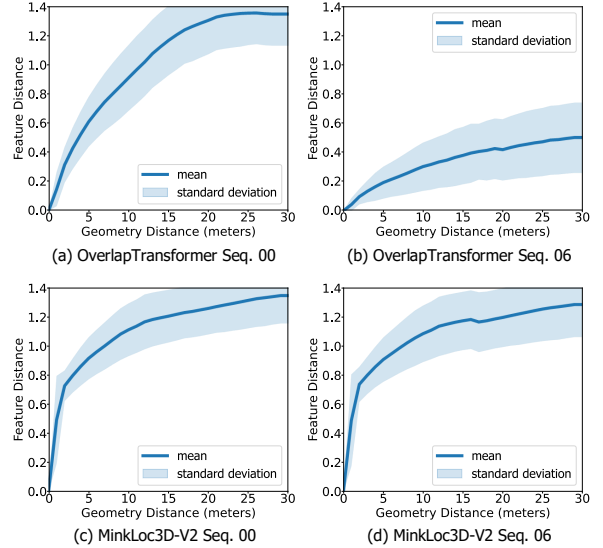 1.4
1.2
1.0
0.8
0.6
0.4
0.2
0.0
Feature Distance
mean
standard deviation
0 5 10 15 20 25 30
Geometry Distance (meters)
(a) OverlapTransformer Seq. 00
1.4
1.2
1.0
0.8
0.6
0.4
0.2
0.0
Feature Distance
mean
standard deviation
0 5 10 15 20 25 30
Geometry Distance (meters)
(b) OverlapTransformer Seq. 06
1.4
1.2
1.0
0.8
0.6
0.4
0.2
0.0
Feature Distance
mean
standard deviation
0 5 10 15 20 25 30
Geometry Distance (meters)
(c) MinkLoc3D-V2 Seq. 00
1.4
1.2
1.0
0.8
0.6
0.4
0.2
0.0
Feature Distance
mean
standard deviation
0 5 10 15 20 25 30
Geometry Distance (meters)
(d) MinkLoc3D-V2 Seq. 06